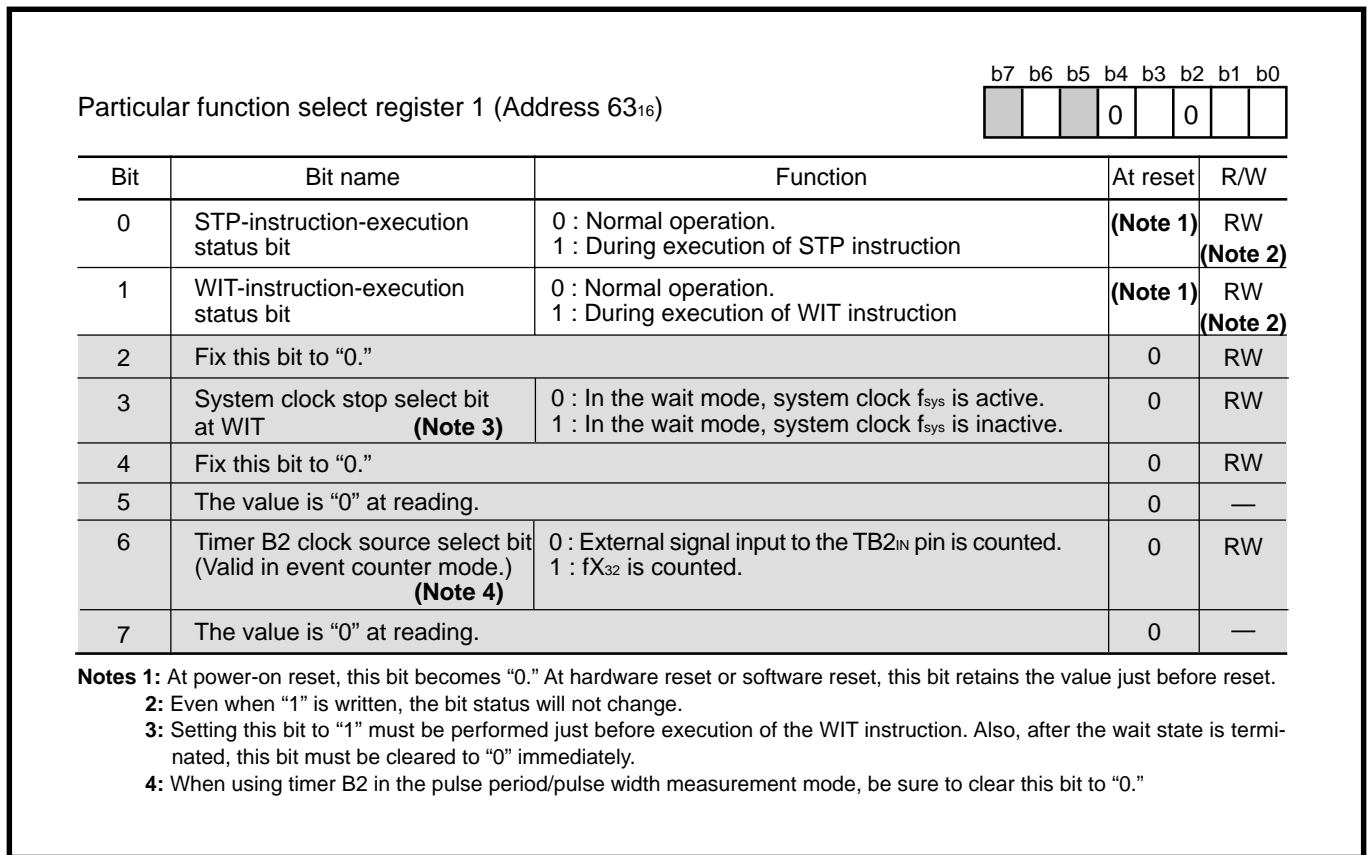 b7 b6 b5 b4 b3 b2 b1 b0
Particular function select register 1 (Address 63₁₆)
0 0
Bit Bit name Function At reset R/W
0 STP-instruction-execution status bit 0 : Normal operation. (Note 1) RW
1 : During execution of STP instruction (Note 2)
1 WIT-instruction-execution status bit 0 : Normal operation. (Note 1) RW
1 : During execution of WIT instruction (Note 2)
2 Fix this bit to “0.” 0 RW
3 System clock stop select bit 0 : In the wait mode, system clock fsys is active. 0 RW
at WIT (Note 3) 1 : In the wait mode, system clock fsys is inactive.
4 Fix this bit to “0.” 0 RW
5 The value is “0” at reading. 0 —
6 Timer B2 clock source select bit 0 : External signal input to the TB2IN pin is counted. 0 RW
(Valid in event counter mode.) 1 : fX₃₂ is counted.
(Note 4)
7 The value is “0” at reading. 0 —
Notes 1: At power-on reset, this bit becomes “0.” At hardware reset or software reset, this bit retains the value just before reset.
2: Even when “1” is written, the bit status will not change.
3: Setting this bit to “1” must be performed just before execution of the WIT instruction. Also, after the wait state is termi-
nated, this bit must be cleared to “0” immediately.
4: When using timer B2 in the pulse period/pulse width measurement mode, be sure to clear this bit to “0.”